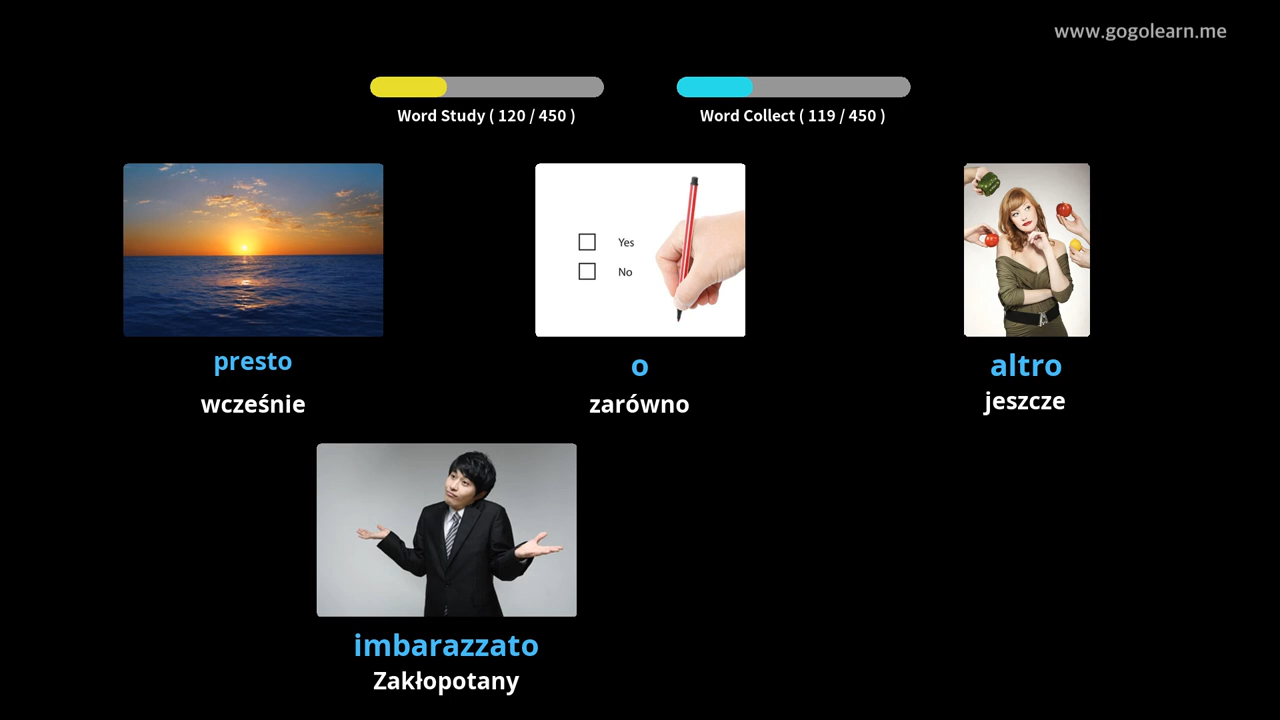 www.gogolearn.me
Word Study ( 120 / 450 )
Word Collect ( 119 / 450 )
Yes
No
presto
wcześnie
o
zarówno
altro
jeszcze
imbarazzato
Zakłopotany